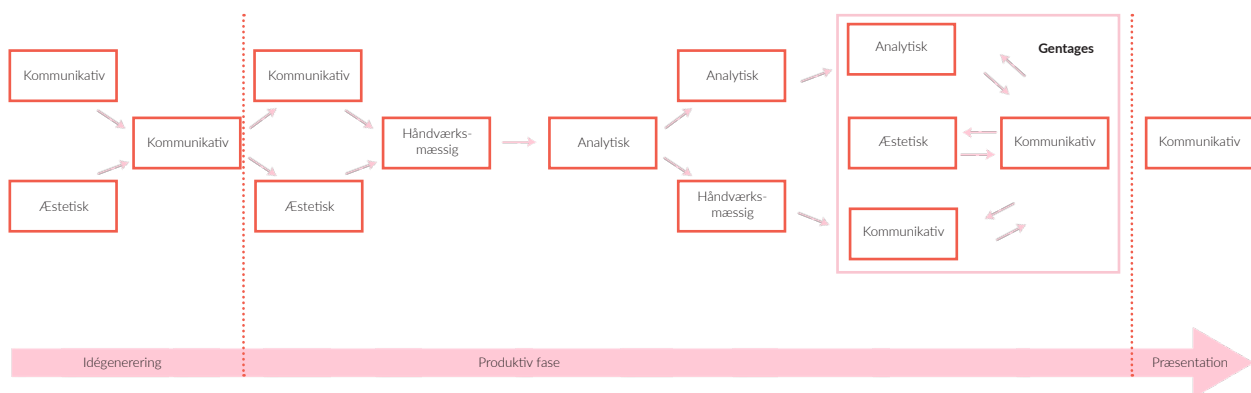 Kommunikativ
Æstetisk
Kommunikativ
Kommunikativ
Æstetisk
Håndværks-
mæssig
Analytisk
Analytisk
Håndværks-
mæssig
Analytisk
Gentages
Æstetisk
Kommunikativ
Kommunikativ
Kommunikativ
Idégenerering
Produktiv fase
Præsentation